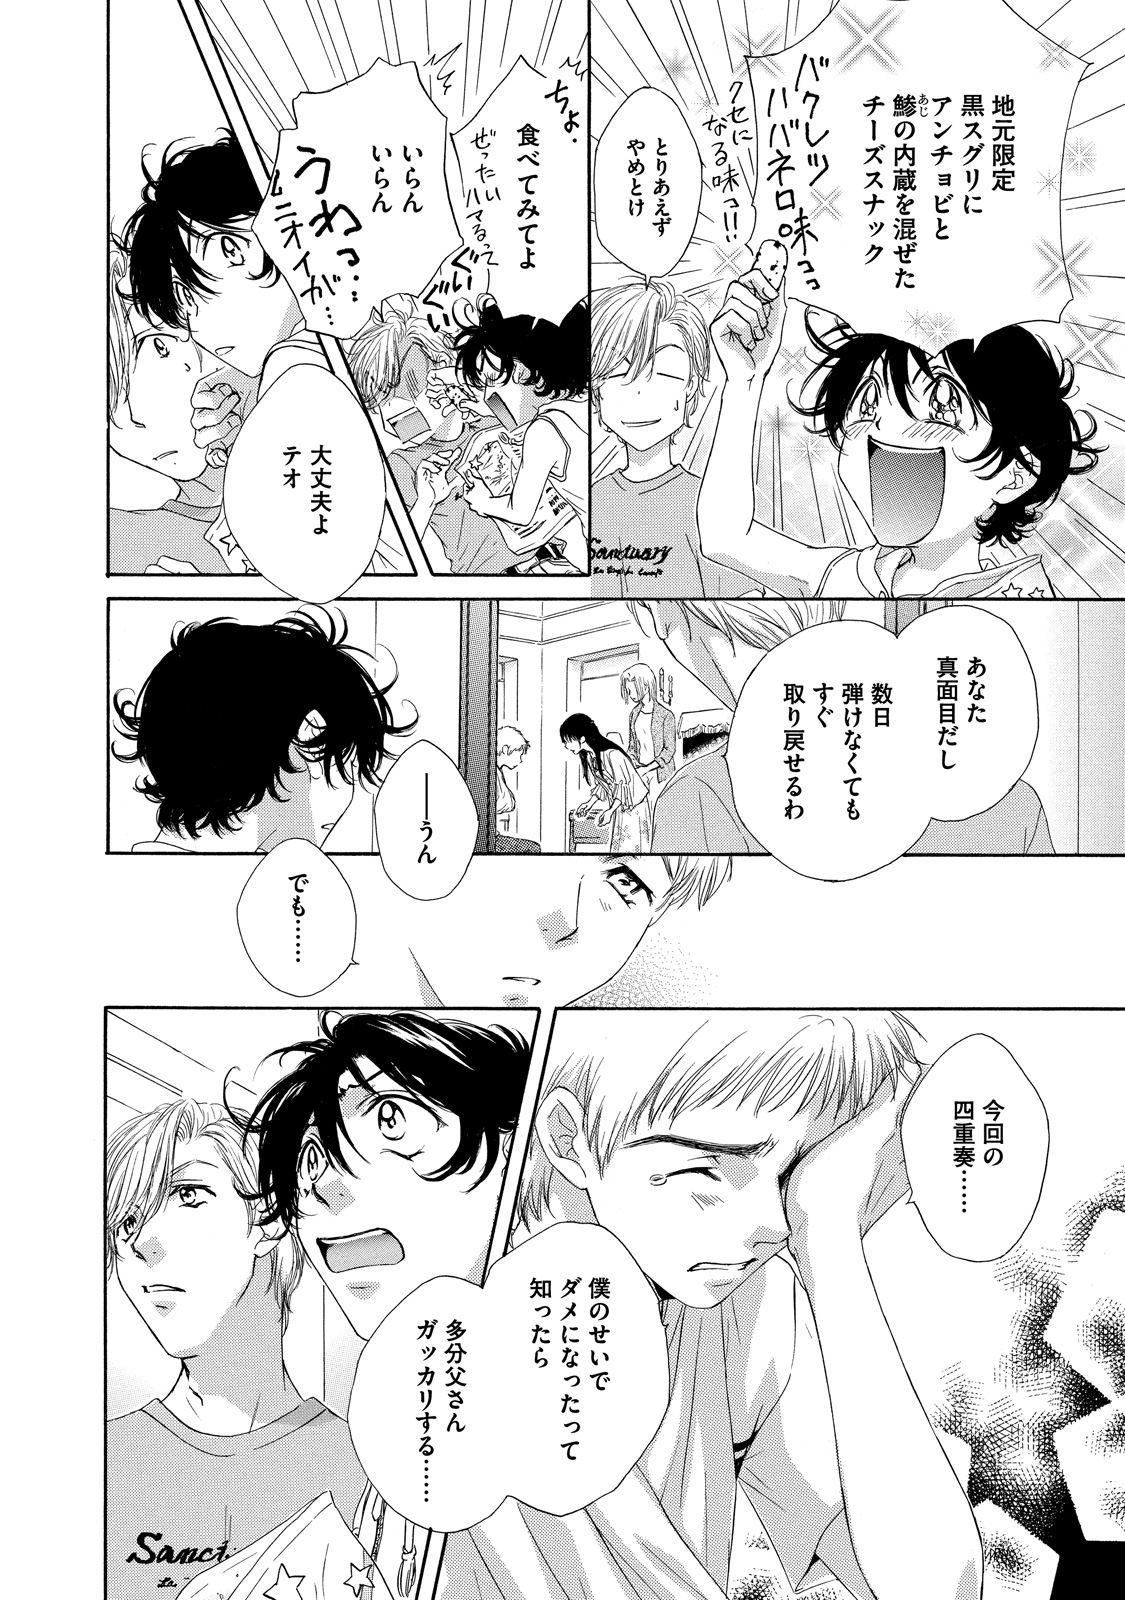 地元限定
黒スグリに
アンチョビと
鯵の内蔵を混ぜた
チーズスナック
あじ
バクレツ
ハバネロ味っ
クセに
なる味っ!!
とりあえず
やめとけ
ちょ、
食べてみてよ
ぜったい
ハマるって
ぐいぐい
いらん
いらん
うわっ…
ニオイが…
大丈夫よ
テオ
Sanctuary
あなた
真面目だし
数日
弾けなくても
すぐ
取り戻せるわ
――うん
でも……
今回の
四重奏……
僕のせいで
ダメになったって
知ったら
多分父さん
ガッカリする……
Sanct
La